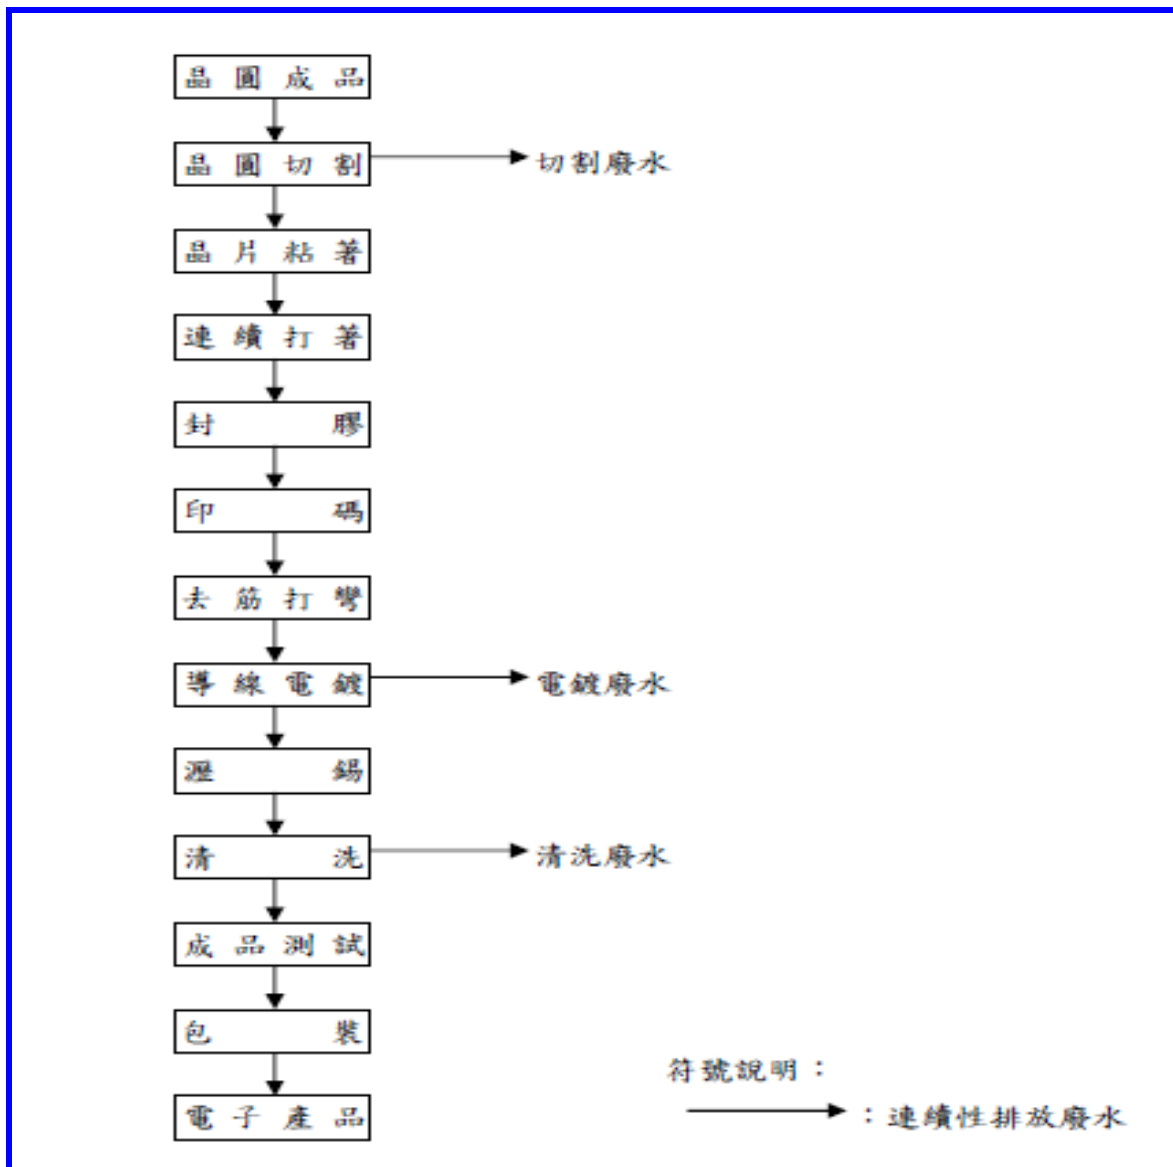 晶圓成品
晶圓切割 切割廢水
晶片粘著
連續打著
封膠
印碼
去筋打彎
導線電鍍 電鍍廢水
瀝錫
清洗 清洗廢水
成品測試
包裝
電子產品
符號說明：
：連續性排放廢水